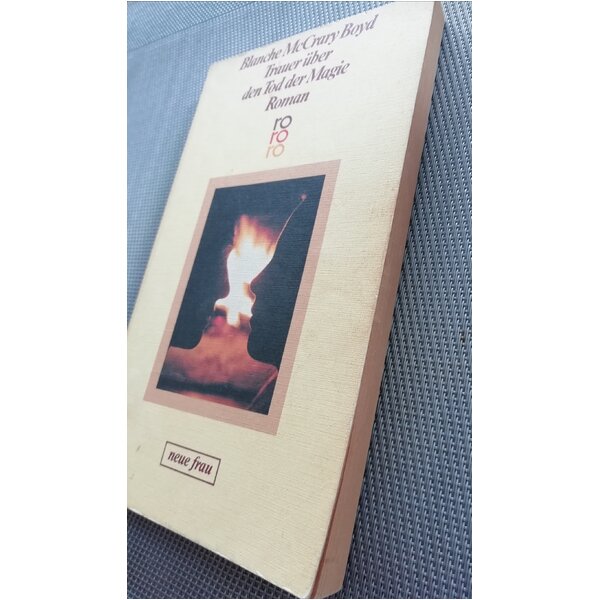 Blanche McCrary Boyd
Trauer über
den Tod der Magie
Roman
ro
ro
ro
neue frau